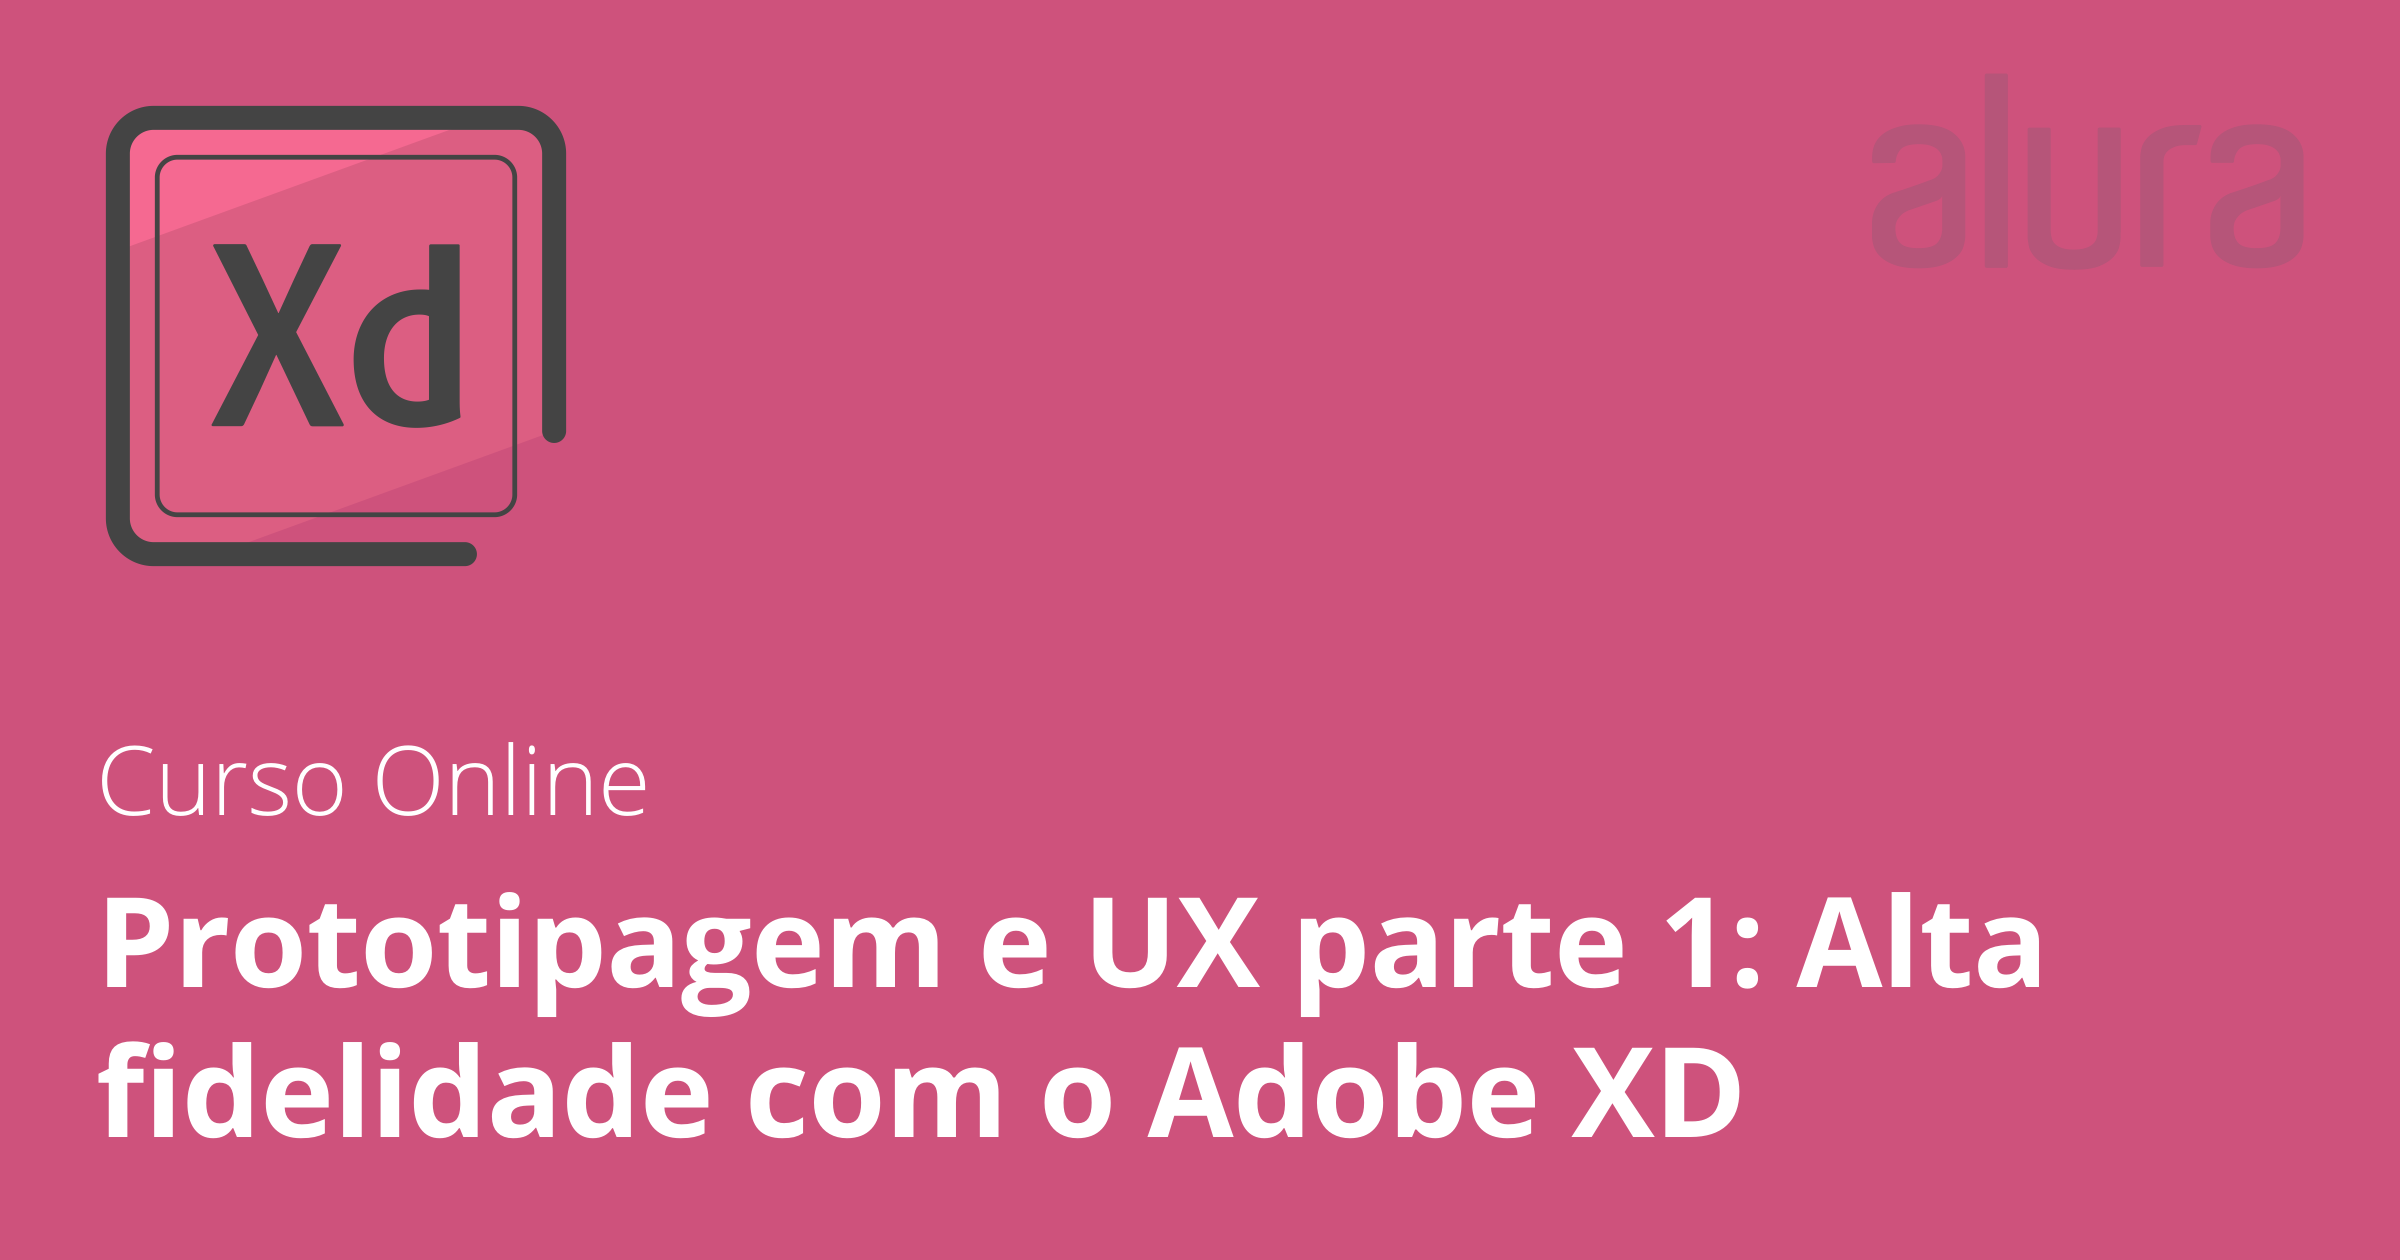 alura
Xd
Curso Online
Prototipagem e UX parte 1: Alta
fidelidade com o Adobe XD